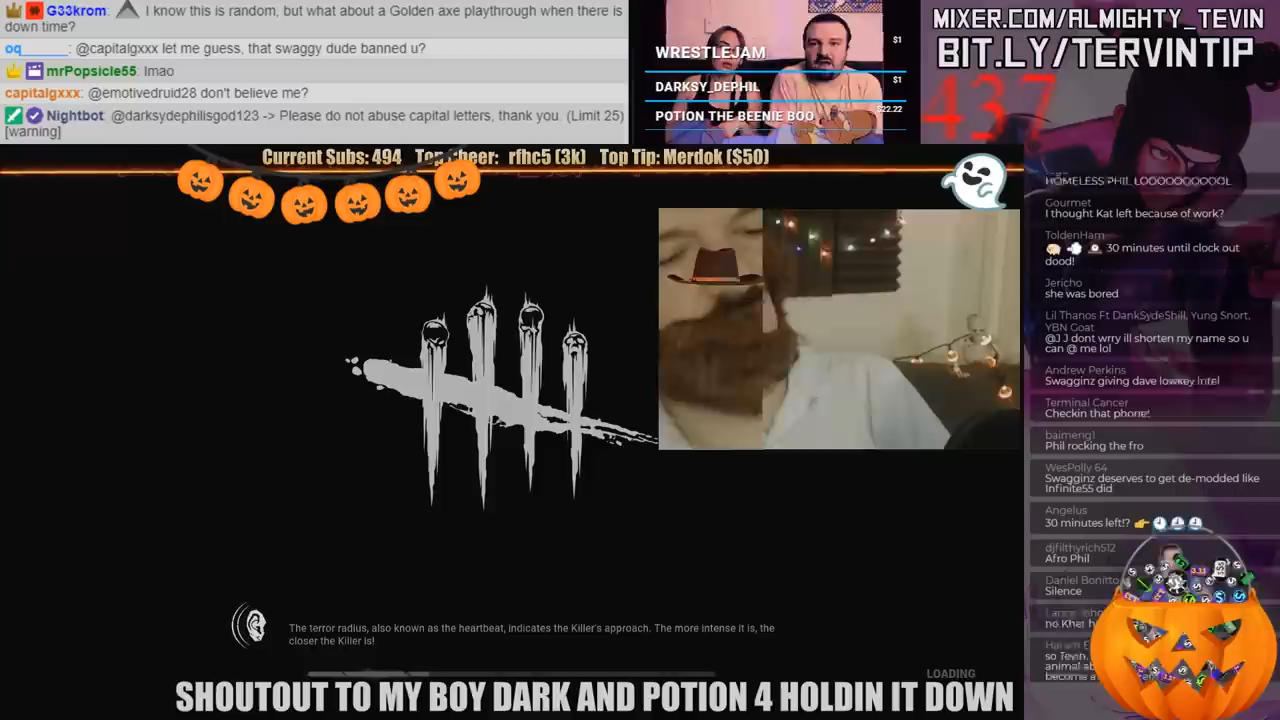 G33krom: I know this is random, but what about a Golden axe playthrough when there is
down time?
oq_____: @capitalgxxx let me guess, that swaggy dude banned u?
mrPopsicle55: lmao
capitalgxxx: @emotivedruid28 don't believe me?
Nightbot: @darksydephilisgod123 -> Please do not abuse capital letters, thank you. (Limit 25)
[warning]
WRESTLEJAM $1
DARKSY_DEPHIL $1
POTION THE BEENIE BOO $22.22
MIXER.COM/ALMIGHTY_TEVIN
BIT.LY/TERVINTIP
437
Current Subs: 494 Top Cheer: rfhc5 (3k) Top Tip: Merdok ($50)
HOMELESS PHIL LOOOOOOOOOL
Gourmet
I thought Kat left because of work?
ToldenHam
30 minutes until clock out
dood!
Jericho
she was bored
Lil Thanos Ft DankSydeShill, Yung Snort,
YBN Goat
@J J dont wrry ill shorten my name so u
can @ me lol
Andrew Perkins
Swagginz giving dave lowkey Intel
Terminal Cancer
Checkin that phone!
baimeng1
Phil rocking the fro
WesPolly 64
Swagginz deserves to get de-modded like
Infinite55 did
Angelus
30 minutes left!?
djfilthyrich512
Afro Phil
Daniel Bonitto
Silence
no
so Tevin
animal
become a
The terror radius, also known as the heartbeat, indicates the Killer's approach. The more intense it is, the
closer the Killer is!
LOADING
SHOUTOUT TO MY BOY DARK AND POTION 4 HOLDIN IT DOWN